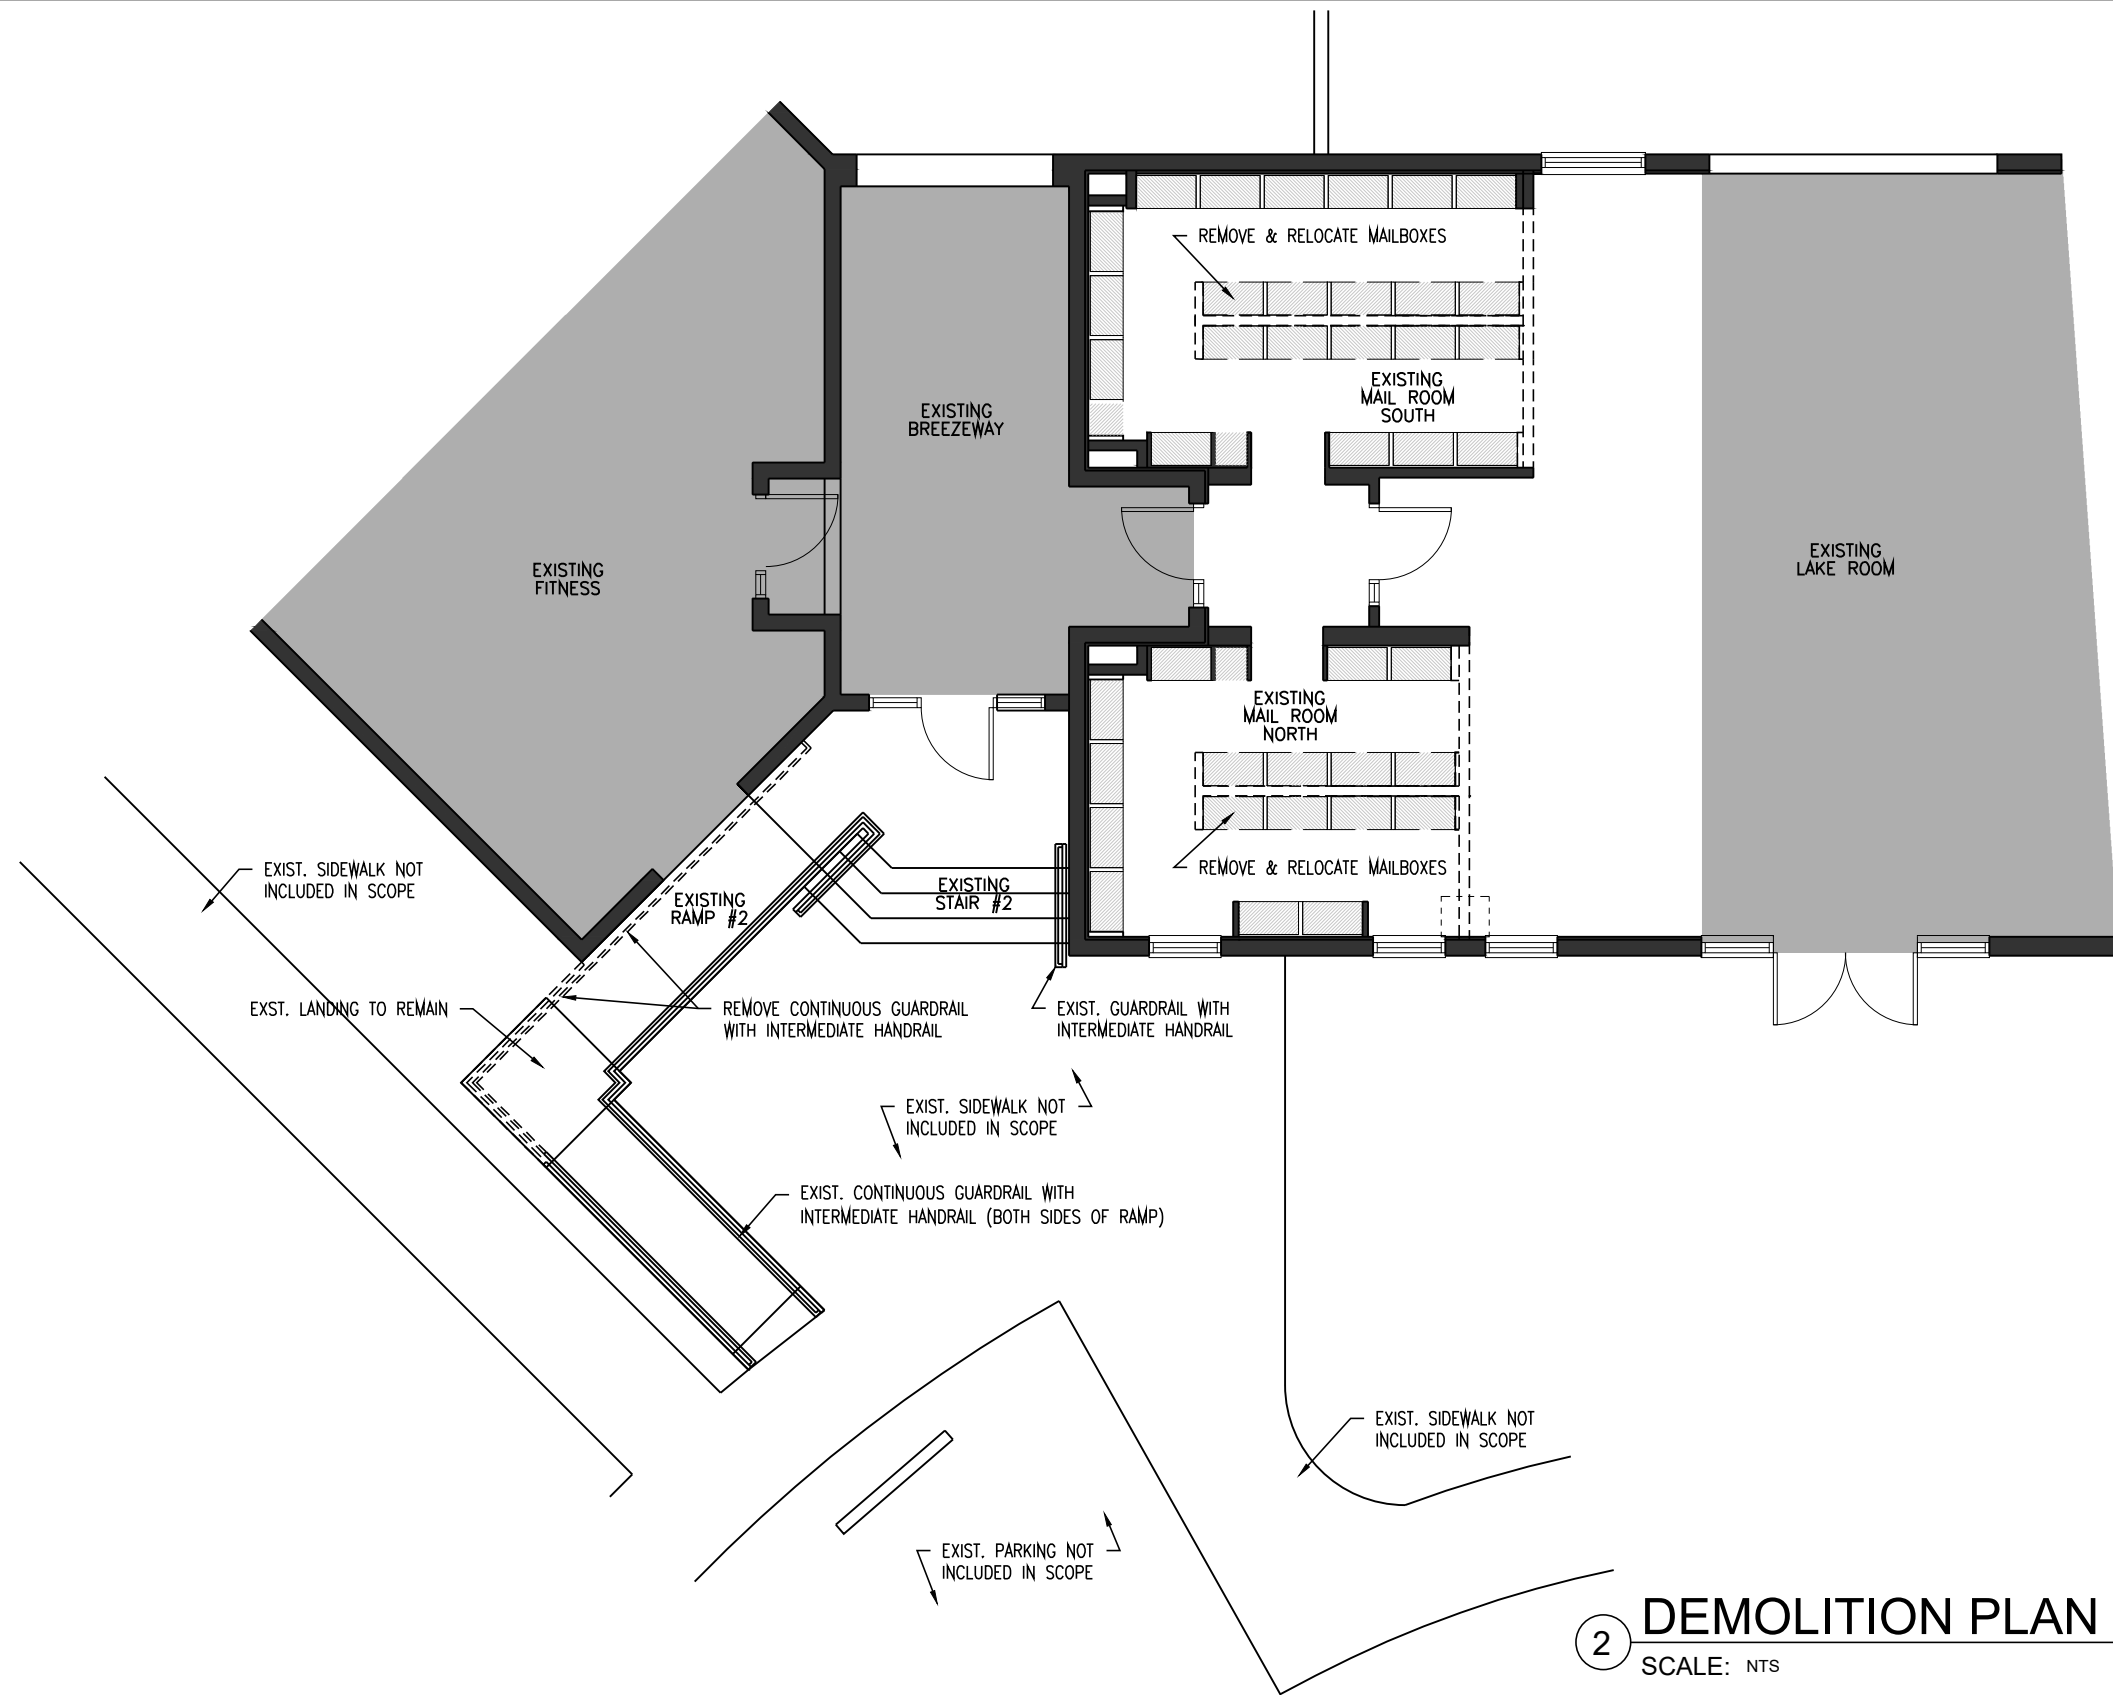 REMOVE & RELOCATE MAILBOXES
EXISTING
MAIL ROOM
SOUTH
EXISTING
BREEZEWAY
EXISTING
LAKE ROOM
EXISTING
FITNESS
EXISTING
MAIL ROOM
NORTH
REMOVE & RELOCATE MAILBOXES
EXIST. SIDEWALK NOT
INCLUDED IN SCOPE
EXISTING
RAMP #2
EXISTING
STAIR #2
EXST. LANDING TO REMAIN
REMOVE CONTINUOUS GUARDRAIL
WITH INTERMEDIATE HANDRAIL
EXIST. GUARDRAIL WITH
INTERMEDIATE HANDRAIL
EXIST. SIDEWALK NOT
INCLUDED IN SCOPE
EXIST. CONTINUOUS GUARDRAIL WITH
INTERMEDIATE HANDRAIL (BOTH SIDES OF RAMP)
EXIST. SIDEWALK NOT
INCLUDED IN SCOPE
EXIST. PARKING NOT
INCLUDED IN SCOPE
2 DEMOLITION PLAN
SCALE: NTS